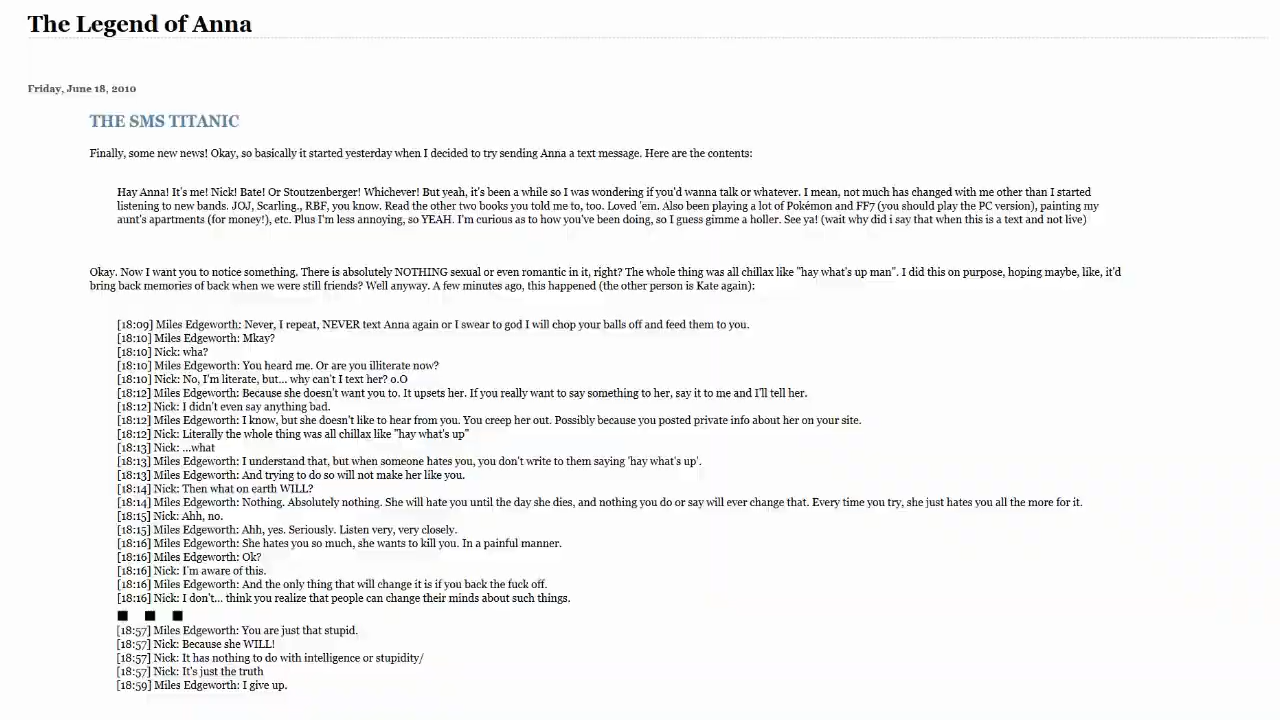 The Legend of Anna
Friday, June 18, 2010
THE SMS TITANIC
Finally, some new news! Okay, so basically it started yesterday when I decided to try sending Anna a text message. Here are the contents:
Hay Anna! It's me! Nick! Bate! Or Stoutzenberger! Whichever! But yeah, it's been a while so I was wondering if you'd wanna talk or whatever. I mean, not much has changed with me other than I started
listening to new bands. JOJ, Scarling., RBF, you know. Read the other two books you told me to, too. Loved 'em. Also been playing a lot of Pokémon and FF7 (you should play the PC version), painting my
aunt's apartments (for money!), etc. Plus I'm less annoying, so YEAH. I'm curious as to how you've been doing, so I guess gimme a holler. See ya! (wait why did i say that when this is a text and not live)
Okay. Now I want you to notice something. There is absolutely NOTHING sexual or even romantic in it, right? The whole thing was all chillax like "hay what's up man". I did this on purpose, hoping maybe, like, it'd
bring back memories of back when we were still friends? Well anyway. A few minutes ago, this happened (the other person is Kate again):
[18:09] Miles Edgeworth: Never, I repeat, NEVER text Anna again or I swear to god I will chop your balls off and feed them to you.
[18:10] Miles Edgeworth: Mkay?
[18:10] Nick: wha?
[18:10] Miles Edgeworth: You heard me. Or are you illiterate now?
[18:10] Nick: No, I'm literate, but... why can't I text her? o.O
[18:12] Miles Edgeworth: Because she doesn't want you to. It upsets her. If you really want to say something to her, say it to me and I'll tell her.
[18:12] Nick: I didn't even say anything bad.
[18:12] Miles Edgeworth: I know, but she doesn't like to hear from you. You creep her out. Possibly because you posted private info about her on your site.
[18:12] Nick: Literally the whole thing was all chillax like "hay what's up"
[18:13] Nick: ...what
[18:13] Miles Edgeworth: I understand that, but when someone hates you, you don't write to them saying 'hay what's up'.
[18:13] Miles Edgeworth: And trying to do so will not make her like you.
[18:14] Nick: Then what on earth WILL?
[18:14] Miles Edgeworth: Nothing. Absolutely nothing. She will hate you until the day she dies, and nothing you do or say will ever change that. Every time you try, she just hates you all the more for it.
[18:15] Nick: Ahh, no.
[18:15] Miles Edgeworth: Ahh, yes. Seriously. Listen very, very closely.
[18:16] Miles Edgeworth: She hates you so much, she wants to kill you. In a painful manner.
[18:16] Miles Edgeworth: Ok?
[18:16] Nick: I'm aware of this.
[18:16] Miles Edgeworth: And the only thing that will change it is if you back the fuck off.
[18:16] Nick: I don't... think you realize that people can change their minds about such things.
[18:57] Miles Edgeworth: You are just that stupid.
[18:57] Nick: Because she WILL!
[18:57] Nick: It has nothing to do with intelligence or stupidity/
[18:57] Nick: It's just the truth
[18:59] Miles Edgeworth: I give up.